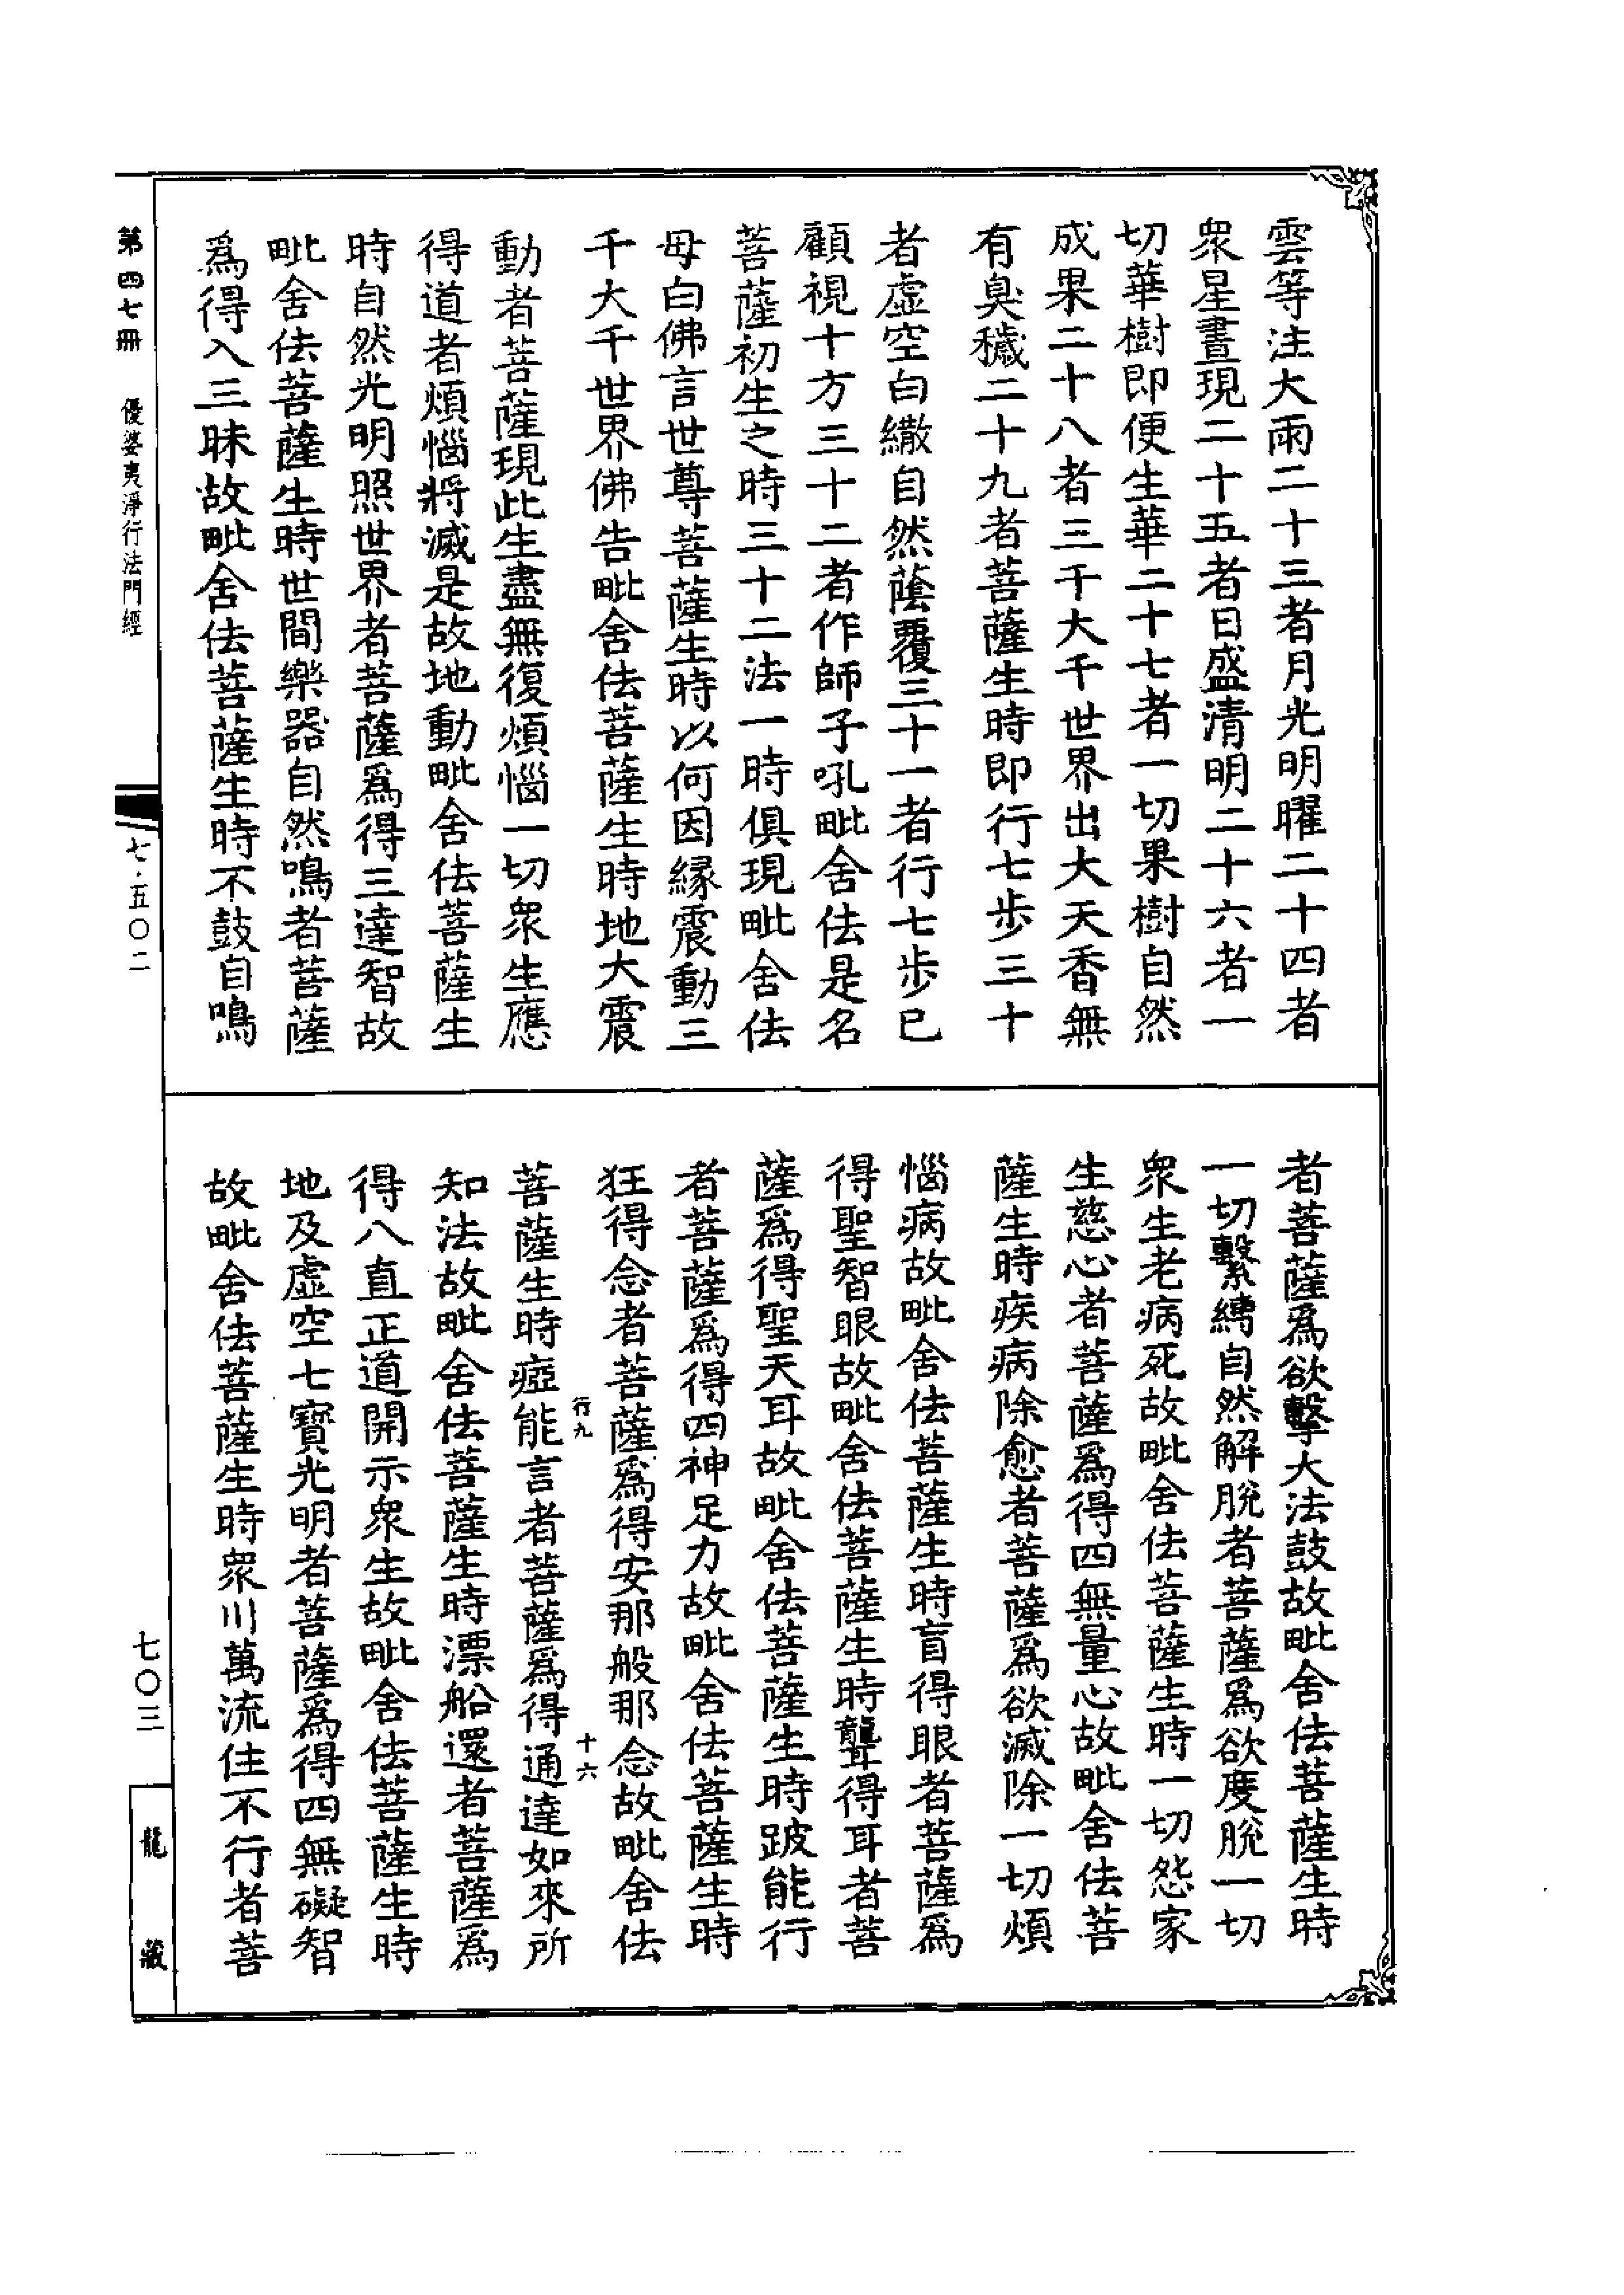 雲等注大雨二十三者月光明曜二十四者
衆星晝現二十五者日盛清明二十六者一
切華樹即便生華二十七者一切果樹自然
成果二十八者三千大千世界出大天香無
有臭穢二十九者菩薩生時即行七步三十
者虛空白繖自然蔭覆三十一者行七步已
顧視十方三十二者作師子吼毗舍佉是名
菩薩初生之時三十二法一時俱現毗舍佉
母白佛言世尊菩薩生時以何因縁震動三
千大千世界佛告毗舍佉菩薩生時地大震
動者菩薩現此生盡無復煩惱一切衆生應
得道者煩惱將滅是故地動毗舍佉菩薩生
時自然光明照世界者菩薩爲得三達智故
毗舍佉菩薩生時世間樂器自然鳴者菩薩
爲得入三昧故毗舍佉菩薩生時不鼓自鳴
者菩薩爲欲擊大法鼓故毗舍佉菩薩生時
一切繫縛自然解脫者菩薩爲欲度脫一切
衆生老病死故毗舍佉菩薩生時一切怨家
生慈心者菩薩爲得四無量心故毗舍佉菩
薩生時疾病除愈者菩薩爲欲滅除一切煩
惱病故毗舍佉菩薩生時盲得眼者菩薩爲
得聖智眼故毗舍佉菩薩生時聾得耳者菩
薩爲得聖天耳故毗舍佉菩薩生時跛能行
者菩薩爲得四神足力故毗舍佉菩薩生時
狂得念者菩薩爲得安那般那念故毗舍佉
行九
十六
菩薩生時瘂能言者菩薩爲得通達如來所
知法故毗舍佉菩薩生時漂船還者菩薩爲
得八直正道開示衆生故毗舍佉菩薩生時
地及虛空七寶光明者菩薩爲得四無礙智
故毗舍佉菩薩生時衆川萬流住不行者菩
第四七冊
優婆夷淨行法門經
七·五〇二
七〇三
龍藏